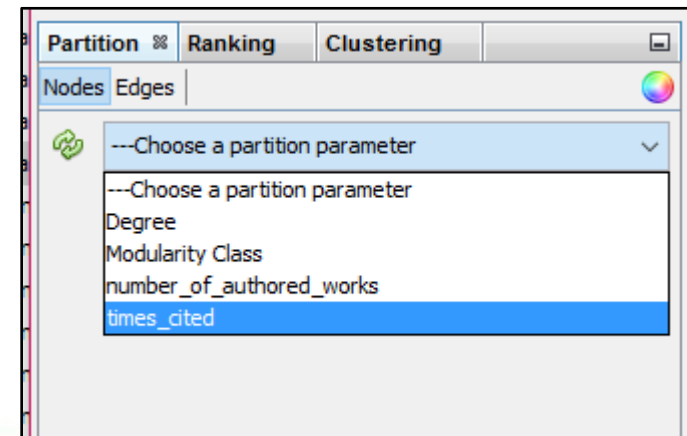 Partition Ranking Clustering
Nodes Edges
---Choose a partition parameter
---Choose a partition parameter
Degree
Modularity Class
number_of_authored_works
times_cited